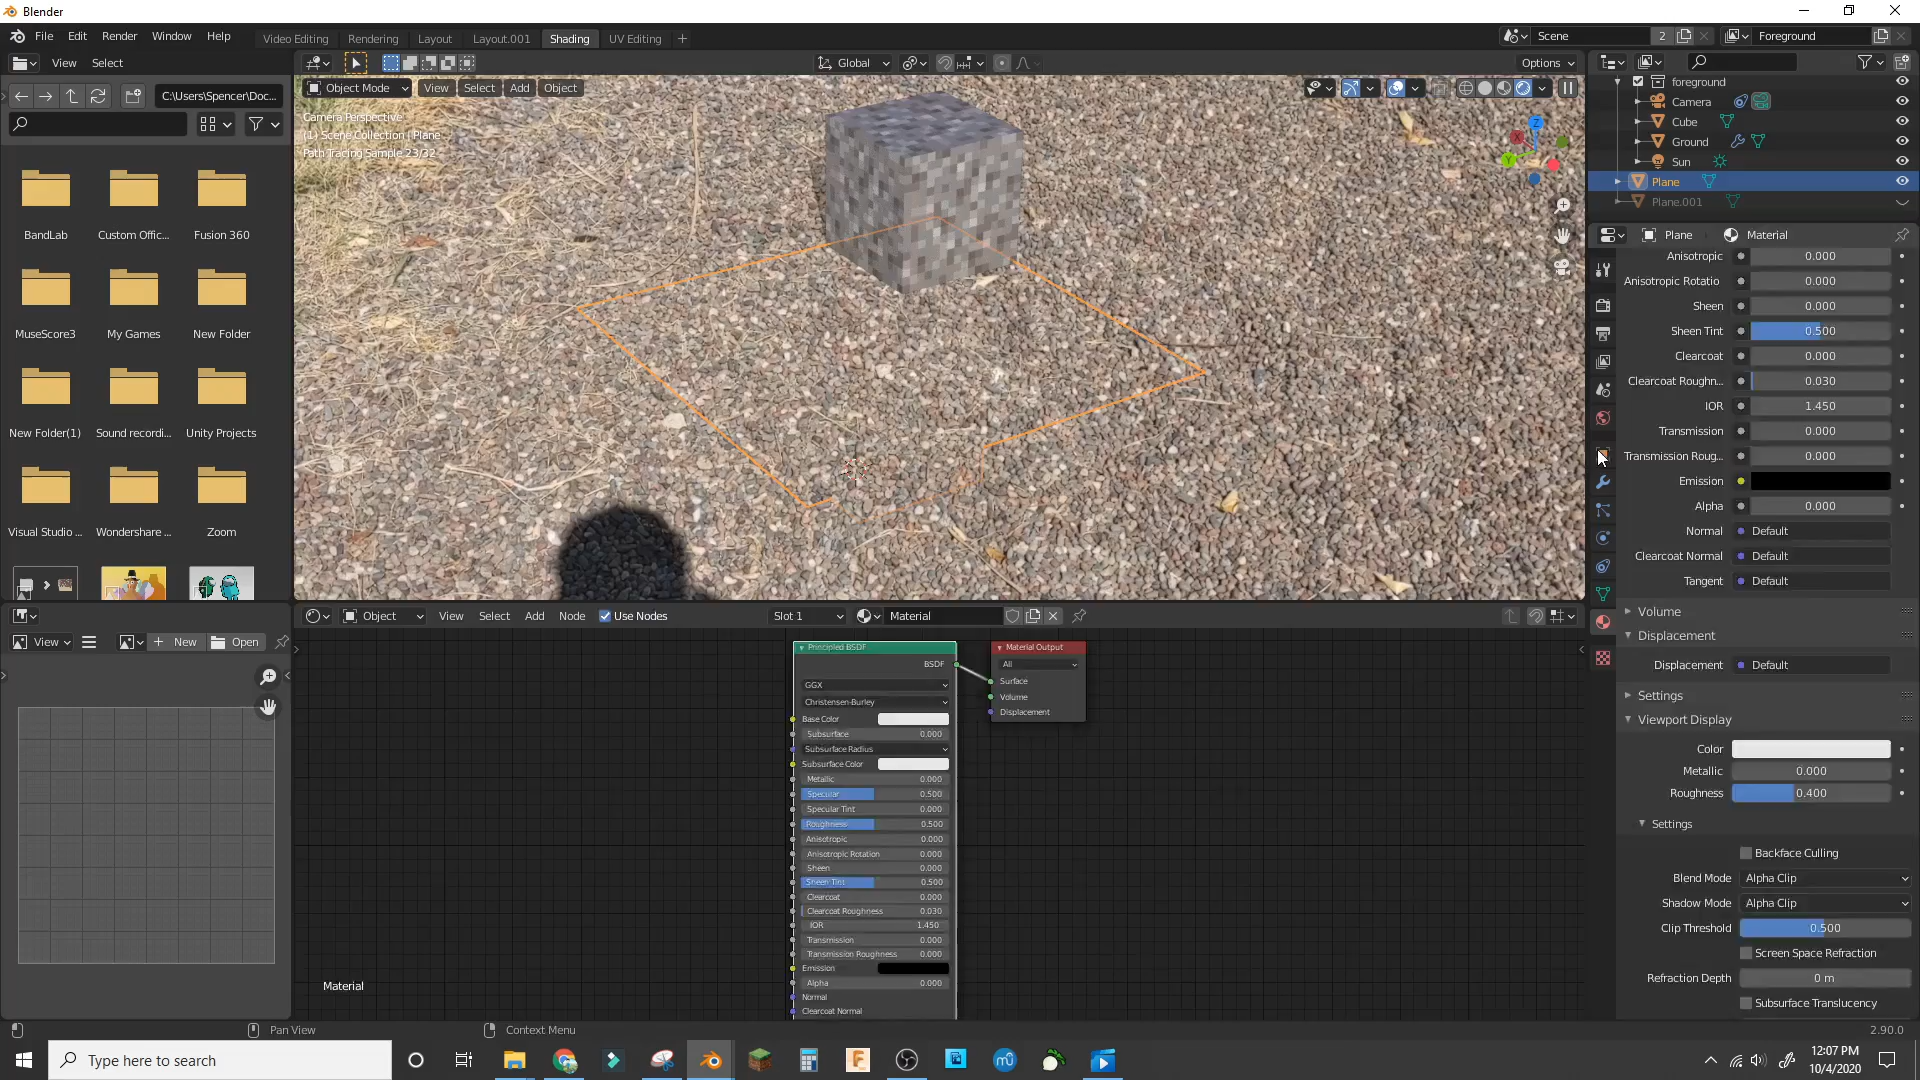 Blender
File Edit Render Window Help
Video Editing Rendering Layout Layout.001 Shading UV Editing
Scene 2 Foreground
View Select
Global Options
C:\Users\Spencer\Doc...
Object Mode View Select Add Object
Camera Perspective
(1) Scene Collection | Plane
Path Tracing Sample 23/32
BandLab Custom Offic... Fusion 360
MuseScore3 My Games New Folder
New Folder(1) Sound recordi... Unity Projects
Visual Studio ... Wondershare ... Zoom
foreground
Camera
Cube
Ground
Sun
Plane
Plane.001
Plane Material
Anisotropic 0.000
Anisotropic Rotatio 0.000
Sheen 0.000
Sheen Tint 0.500
Clearcoat 0.000
Clearcoat Roughn... 0.030
IOR 1.450
Transmission 0.000
Transmission Roug... 0.000
Emission
Alpha 0.000
Normal Default
Clearcoat Normal Default
Tangent Default
Volume
Displacement
Displacement Default
Settings
Viewport Display
Color
Metallic 0.000
Roughness 0.400
Settings
Backface Culling
Blend Mode Alpha Clip
Shadow Mode Alpha Clip
Clip Threshold 0.500
Screen Space Refraction
Refraction Depth 0 m
Subsurface Translucency
View New Open
Object View Select Add Node Use Nodes Slot 1 Material
Principled BSDF
BSDF
GGX
Christensen-Burley
Base Color
Subsurface 0.000
Subsurface Radius
Subsurface Color
Metallic 0.000
Specular 0.500
Specular Tint 0.000
Roughness 0.500
Anisotropic 0.000
Anisotropic Rotation 0.000
Sheen 0.000
Sheen Tint 0.500
Clearcoat 0.000
Clearcoat Roughness 0.030
IOR 1.450
Transmission 0.000
Transmission Roughness 0.000
Emission
Alpha 0.000
Normal
Clearcoat Normal
Material Output
All
Surface
Volume
Displacement
Material
Pan View Context Menu 2.90.0
Type here to search
12:07 PM
10/4/2020